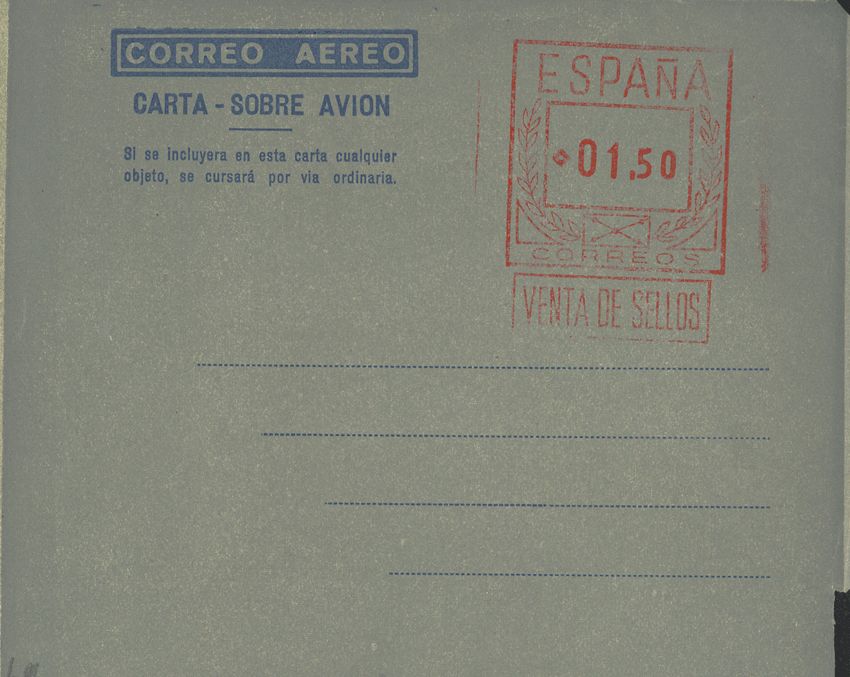 CORREO AEREO
CARTA - SOBRE AVION
Si se incluyera en esta carta cualquier
objeto, se cursará por via ordinaria.
ESPAÑA
01,50
CORREOS
VENTA DE SELLOS